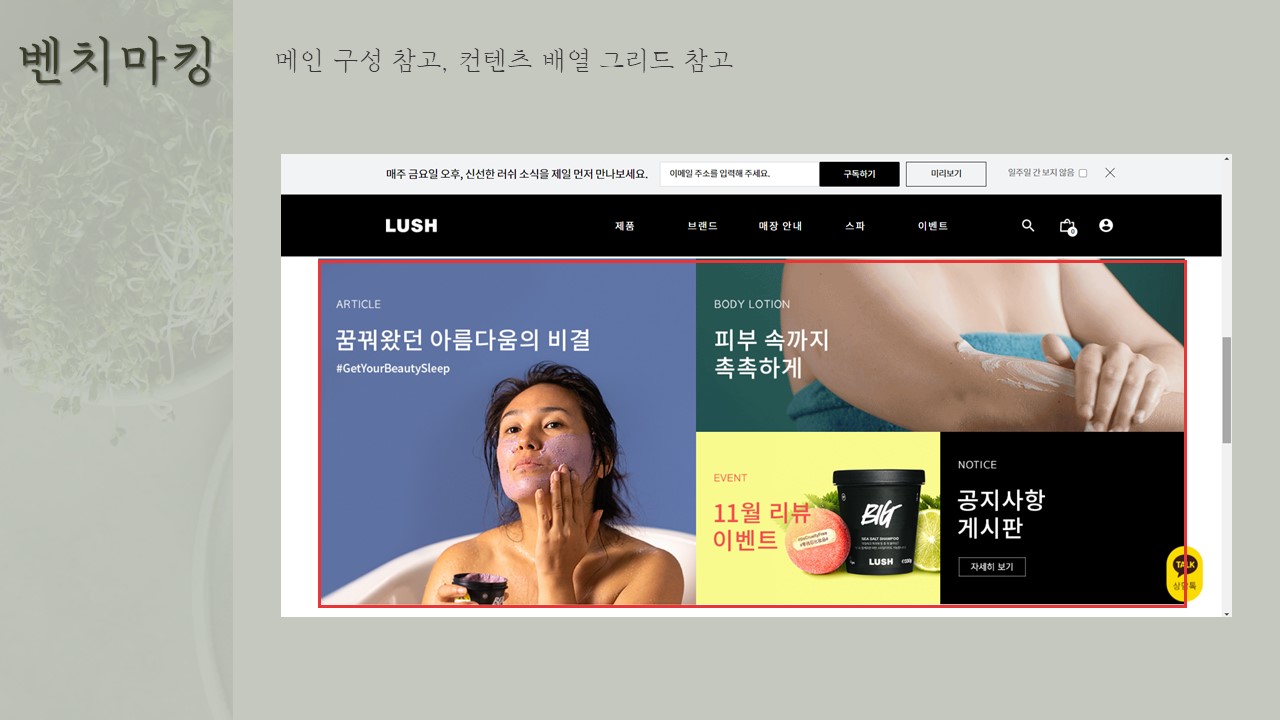 벤치마킹
메인 구성 참고, 컨텐츠 배열 그리드 참고
매주 금요일 오후, 신선한 러쉬 소식을 제일 먼저 만나보세요. 이메일 주소를 입력해 주세요. 구독하기 미리보기 일주일 간 보지 않음
LUSH 제품 브랜드 매장 안내 스파 이벤트 0
ARTICLE
꿈꿔왔던 아름다움의 비결
#GetYourBeautySleep
BODY LOTION
피부 속까지
촉촉하게
EVENT
11월 리뷰
이벤트
BIG
SEA SALT SHAMPOO
LUSH
NOTICE
공지사항
게시판
자세히 보기
TALK
상담톡